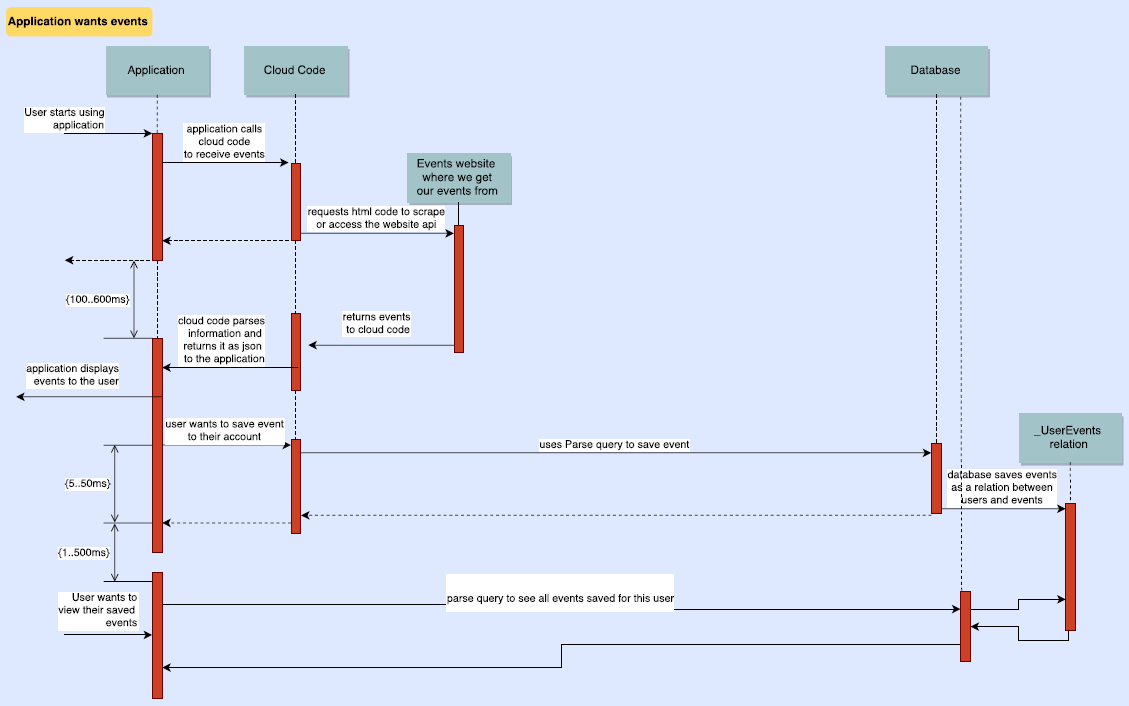 Application wants events
Application
Cloud Code
Database
User starts using
application
application calls
cloud code
to receive events
Events website
where we get
our events from
requests html code to scrape
or access the website api
{100..600ms}
cloud code parses
information and
returns it as json
to the application
returns events
to cloud code
application displays
events to the user
user wants to save event
to their account
uses Parse query to save event
_UserEvents
relation
{5..50ms}
database saves events
as a relation between
users and events
{1..500ms}
User wants to
view their saved
events
parse query to see all events saved for this user